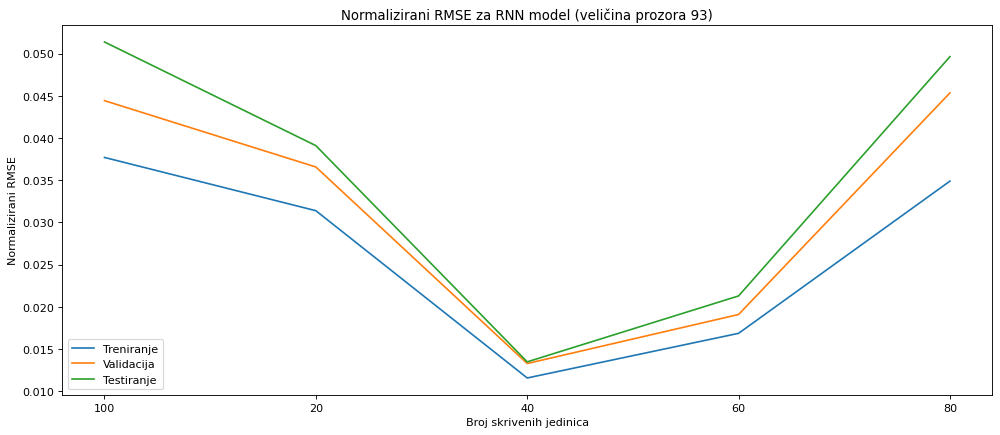 Normalizirani RMSE za RNN model (veličina prozora 93)
Normalizirani RMSE
0.050
0.045
0.040
0.035
0.030
0.025
0.020
0.015
0.010
Treniranje
Validacija
Testiranje
100 20 40 60 80
Broj skrivenih jedinica